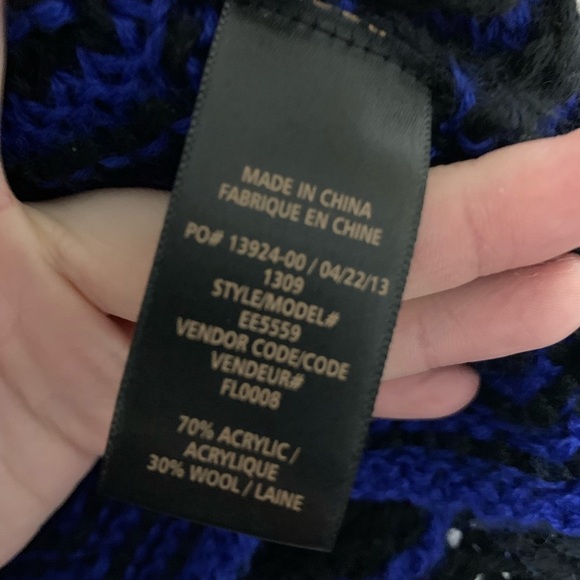 MADE IN CHINA
FABRIQUE EN CHINE
PO# 13924-00 / 04/22/13
1309
STYLE/MODEL#
EE5559
VENDOR CODE/CODE
VENDEUR#
FL0008
70% ACRYLIC /
ACRYLIQUE
30% WOOL / LAINE